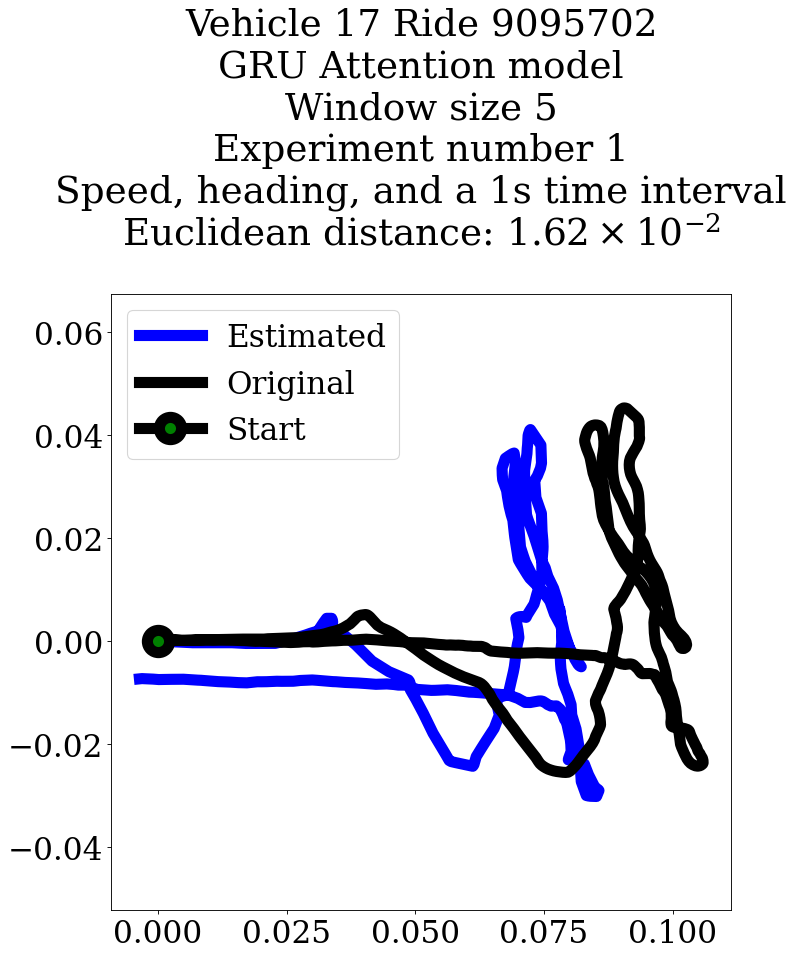 Vehicle 17 Ride 9095702
GRU Attention model
Window size 5
Experiment number 1
Speed, heading, and a 1s time interval
Euclidean distance: 1.62 × 10⁻²
Estimated
Original
Start
0.06
0.04
0.02
0.00
−0.02
−0.04
0.000 0.025 0.050 0.075 0.100